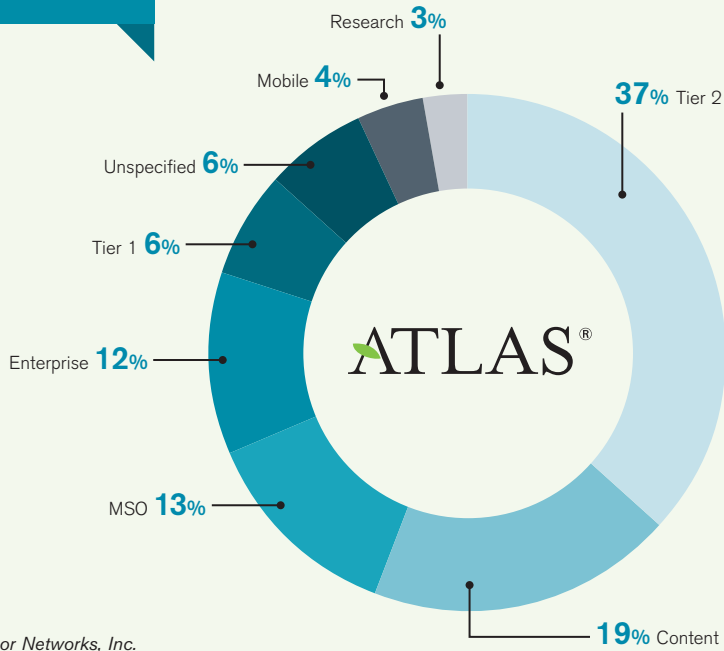 Research 3%
Mobile 4%
37% Tier 2
Unspecified 6%
Tier 1 6%
ATLAS®
Enterprise 12%
MSO 13%
19% Content
or Networks, Inc.